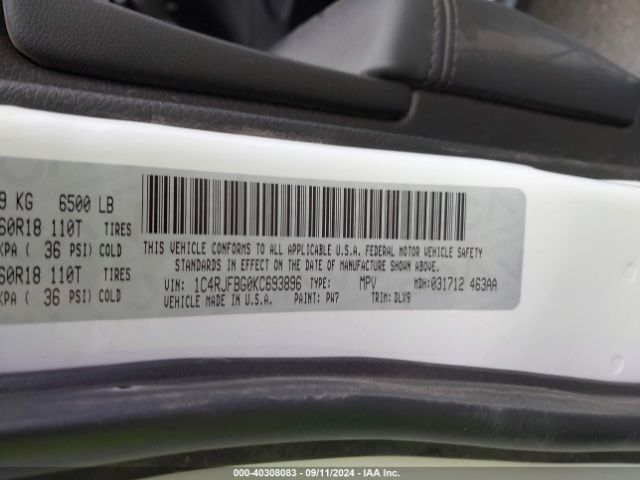 9 KG 6500 LB
60R18 110T TIRES
KPA ( 36 PSI) COLD
60R18 110T TIRES
KPA ( 36 PSI) COLD
THIS VEHICLE CONFORMS TO ALL APPLICABLE U.S.A. FEDERAL MOTOR VEHICLE SAFETY
STANDARDS IN EFFECT ON THE DATE OF MANUFACTURE SHOWN ABOVE.
VIN: 1C4RJFBG0KC693896 TYPE: MPV MDH:031712 463AA
VEHICLE MADE IN U.S.A. PAINT: PW7 TRIM: DLX9
000-40308083 - 09/11/2024 - IAA Inc.